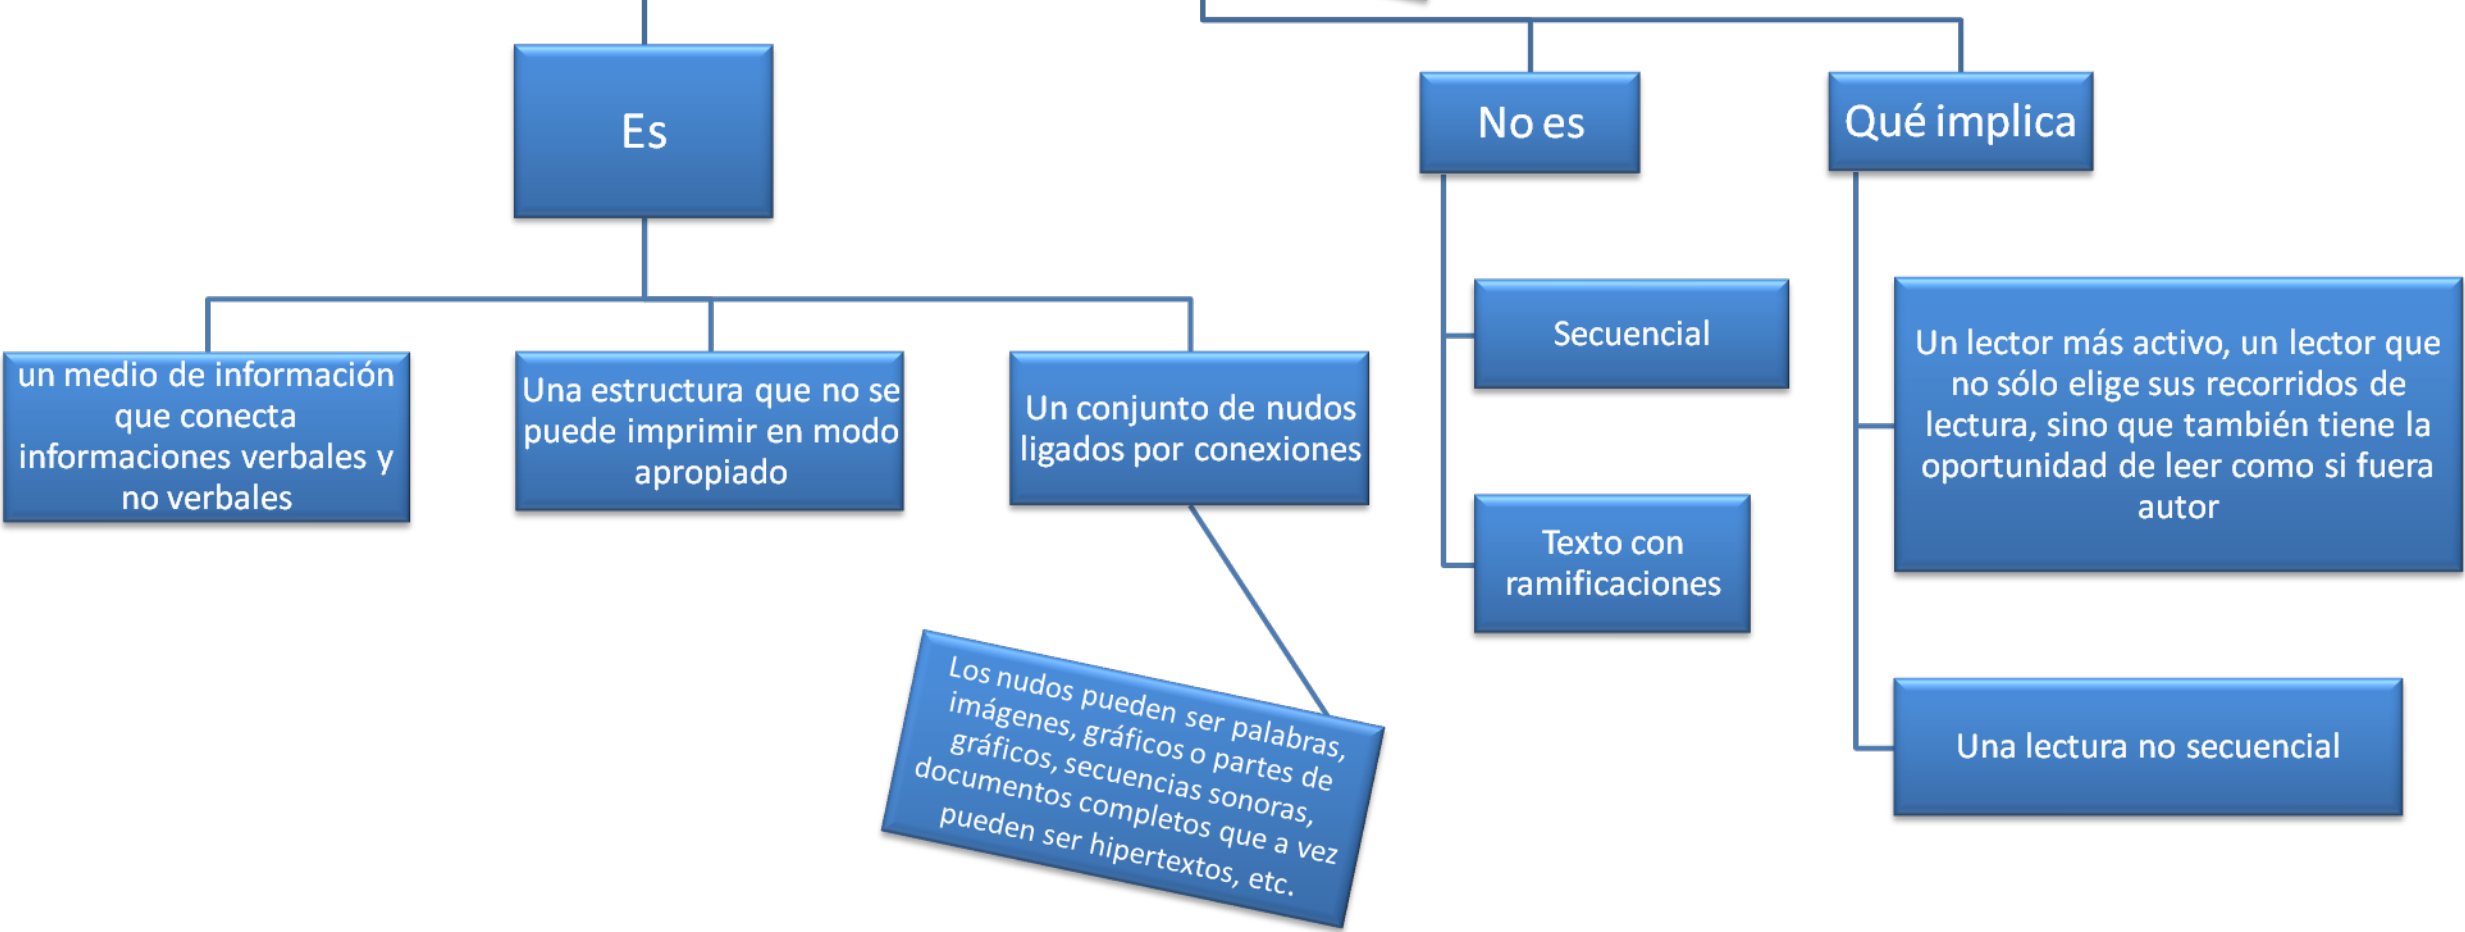 Es
No es
Qué implica
un medio de información
que conecta
informaciones verbales y
no verbales
Una estructura que no se
puede imprimir en modo
apropiado
Un conjunto de nudos
ligados por conexiones
Los nudos pueden ser palabras,
imágenes, gráficos o partes de
gráficos, secuencias sonoras,
documentos completos que a vez
pueden ser hipertextos, etc.
Secuencial
Texto con
ramificaciones
Un lector más activo, un lector que
no sólo elige sus recorridos de
lectura, sino que también tiene la
oportunidad de leer como si fuera
autor
Una lectura no secuencial